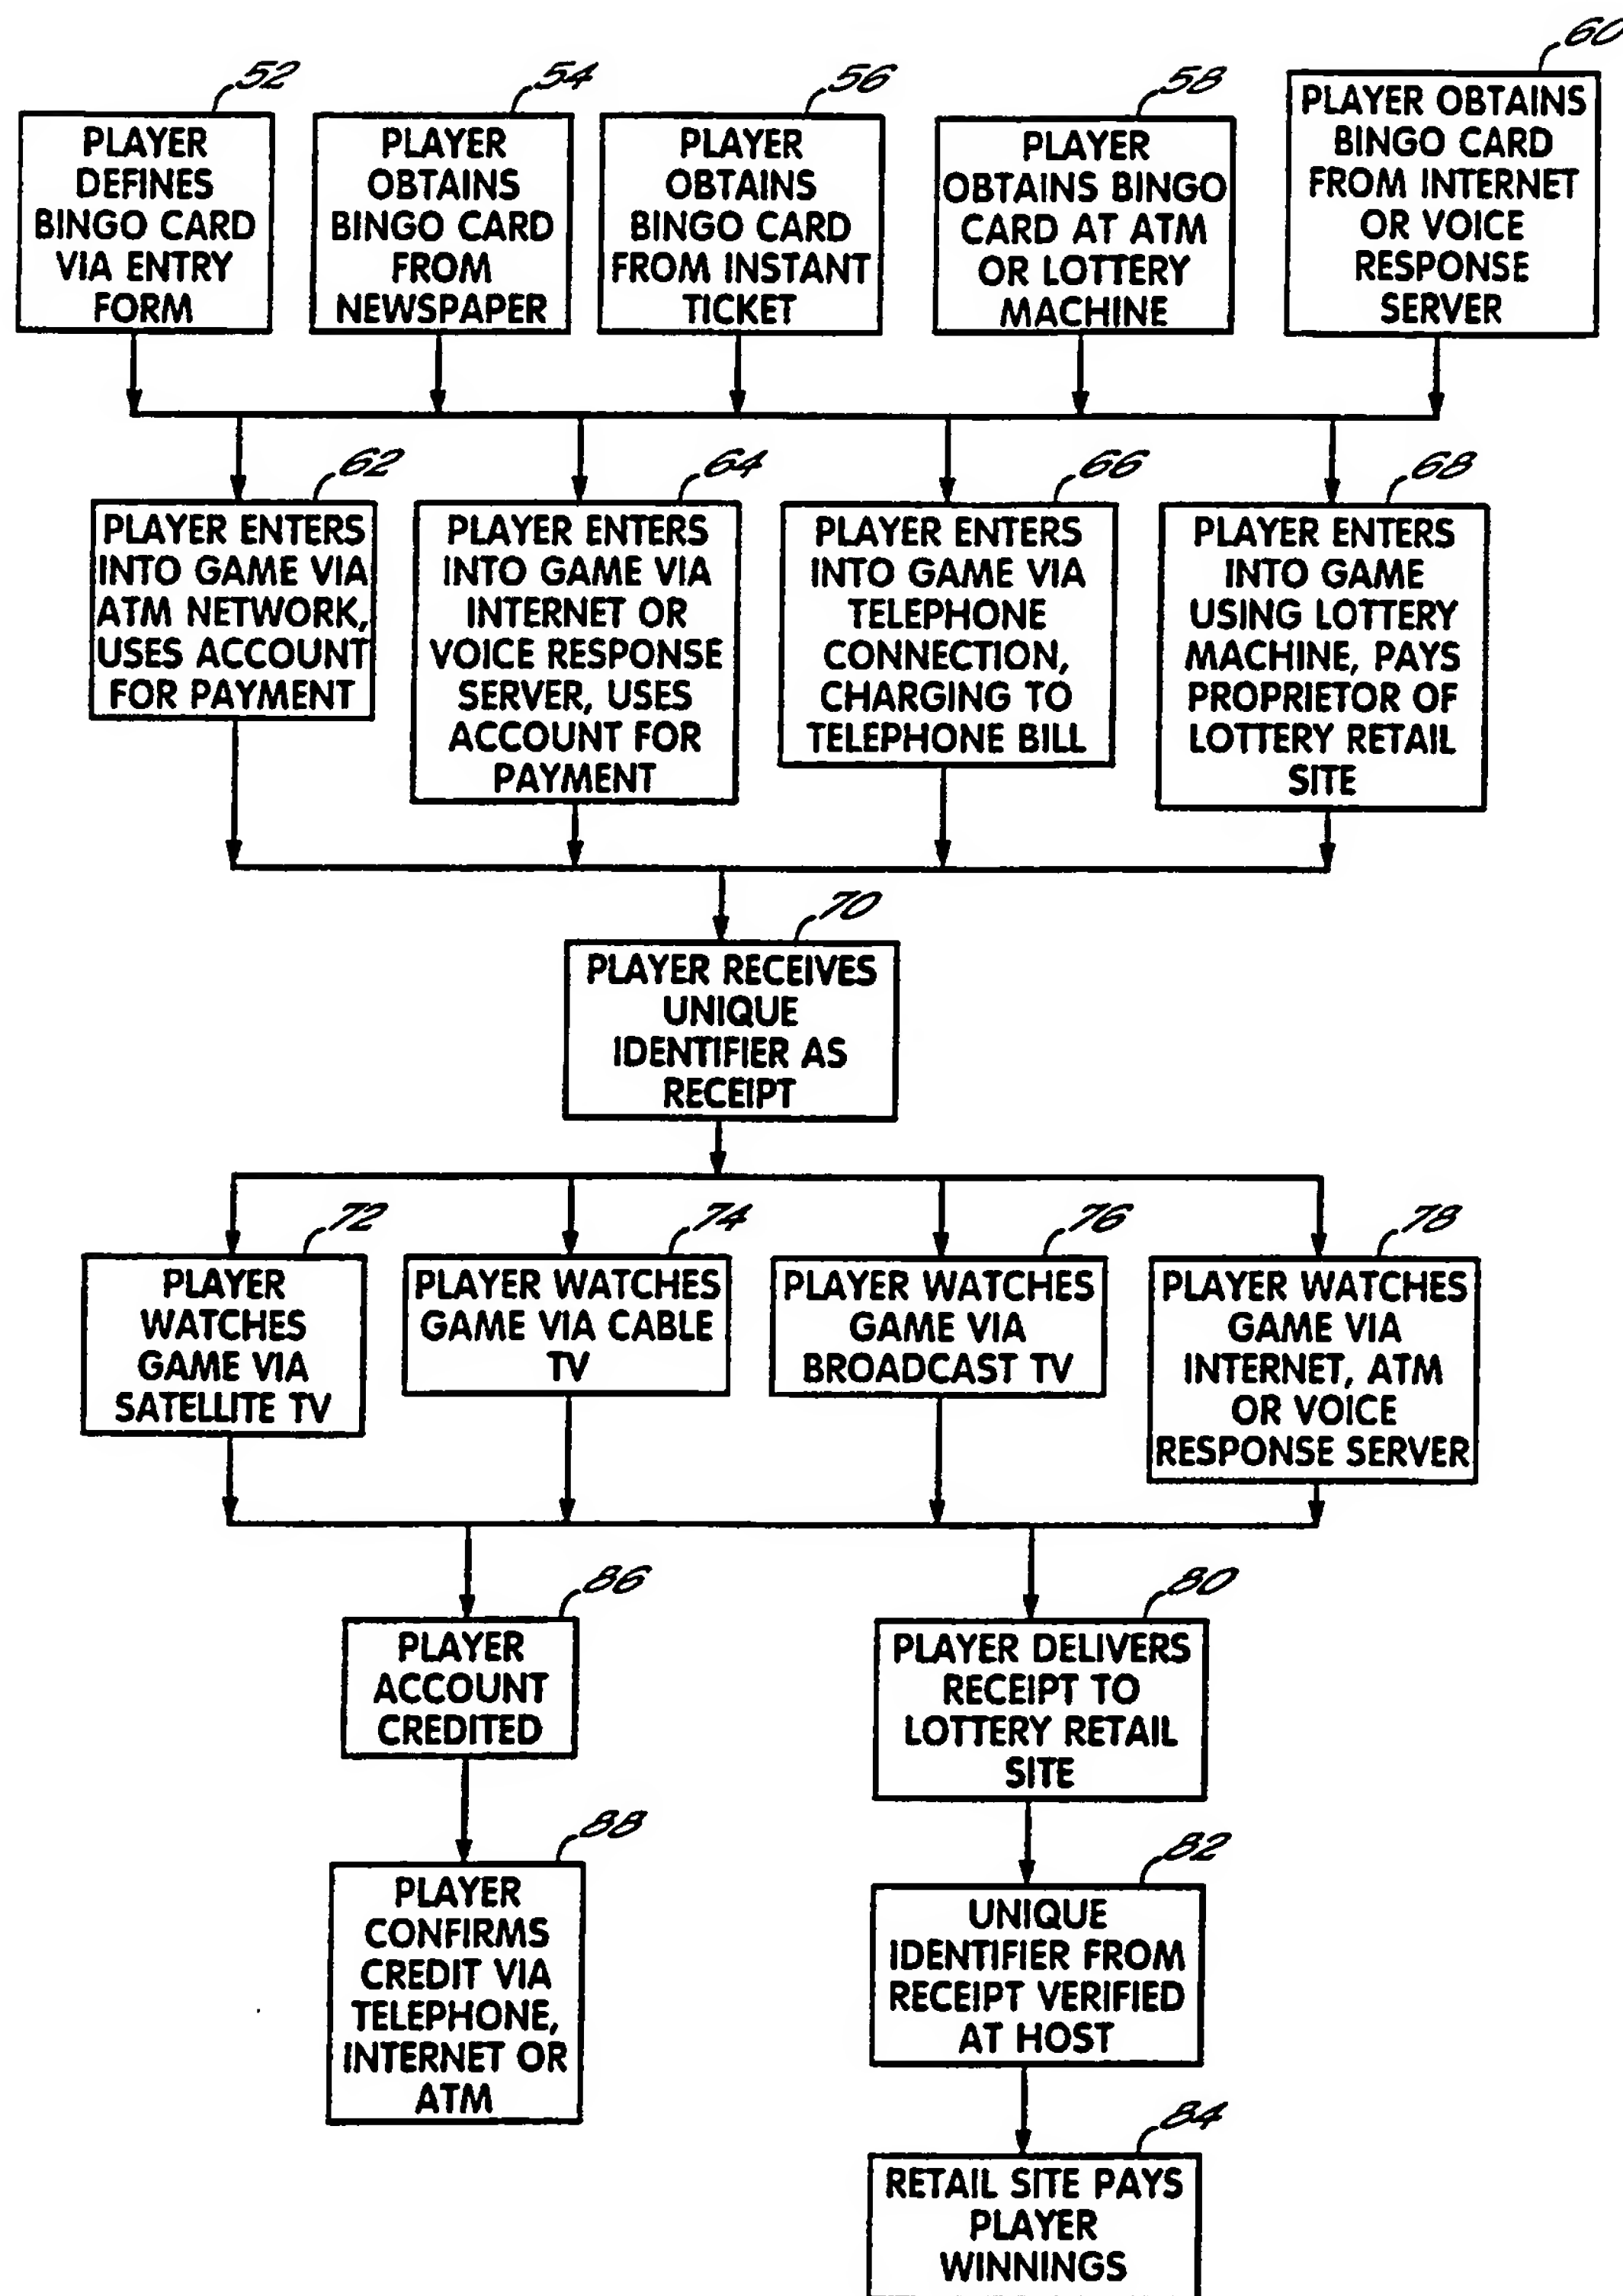 52
PLAYER
DEFINES
BINGO CARD
VIA ENTRY
FORM
54
PLAYER
OBTAINS
BINGO CARD
FROM
NEWSPAPER
56
PLAYER
OBTAINS
BINGO CARD
FROM INSTANT
TICKET
58
PLAYER
OBTAINS BINGO
CARD AT ATM
OR LOTTERY
MACHINE
60
PLAYER OBTAINS
BINGO CARD
FROM INTERNET
OR VOICE
RESPONSE
SERVER
62
PLAYER ENTERS
INTO GAME VIA
ATM NETWORK,
USES ACCOUNT
FOR PAYMENT
64
PLAYER ENTERS
INTO GAME VIA
INTERNET OR
VOICE RESPONSE
SERVER, USES
ACCOUNT FOR
PAYMENT
66
PLAYER ENTERS
INTO GAME VIA
TELEPHONE
CONNECTION,
CHARGING TO
TELEPHONE BILL
68
PLAYER ENTERS
INTO GAME
USING LOTTERY
MACHINE, PAYS
PROPRIETOR OF
LOTTERY RETAIL
SITE
70
PLAYER RECEIVES
UNIQUE
IDENTIFIER AS
RECEIPT
72
PLAYER
WATCHES
GAME VIA
SATELLITE TV
74
PLAYER WATCHES
GAME VIA CABLE
TV
76
PLAYER WATCHES
GAME VIA
BROADCAST TV
78
PLAYER WATCHES
GAME VIA
INTERNET, ATM
OR VOICE
RESPONSE SERVER
86
PLAYER
ACCOUNT
CREDITED
88
PLAYER
CONFIRMS
CREDIT VIA
TELEPHONE,
INTERNET OR
ATM
80
PLAYER DELIVERS
RECEIPT TO
LOTTERY RETAIL
SITE
82
UNIQUE
IDENTIFIER FROM
RECEIPT VERIFIED
AT HOST
84
RETAIL SITE PAYS
PLAYER
WINNINGS